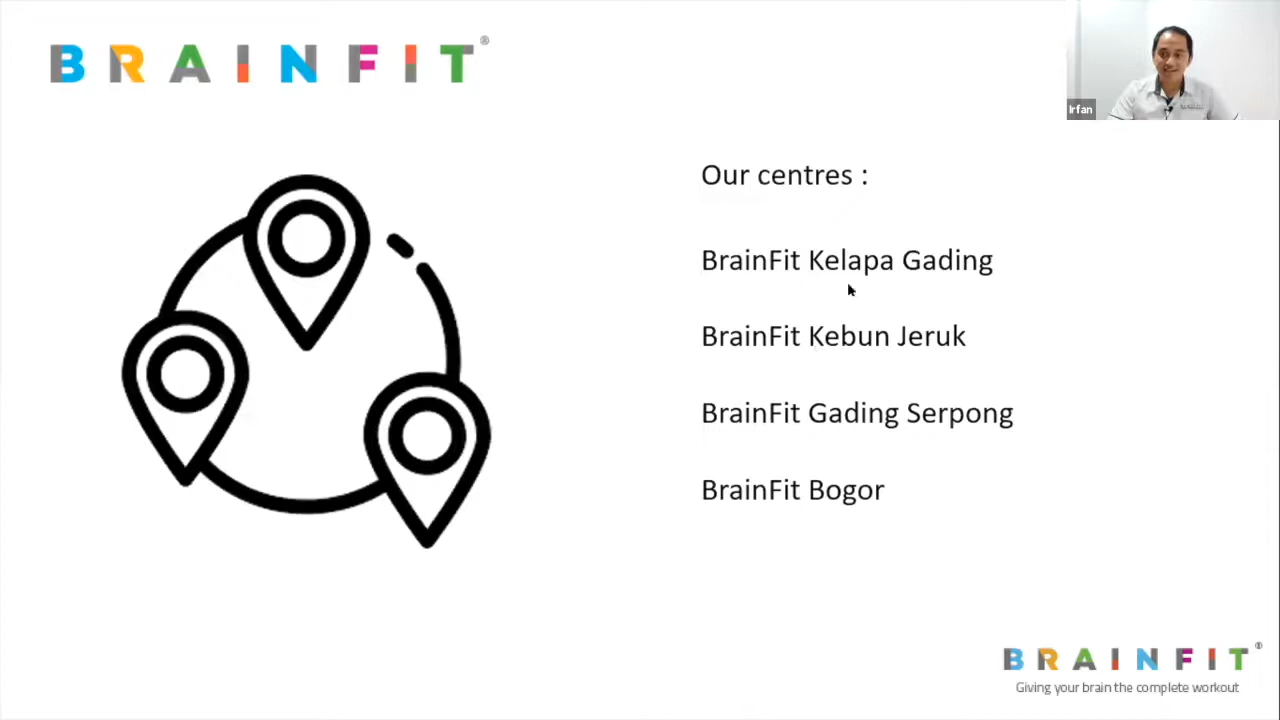 BRAINFIT®
Irfan
Our centres :
BrainFit Kelapa Gading
BrainFit Kebun Jeruk
BrainFit Gading Serpong
BrainFit Bogor
BRAINFIT®
Giving your brain the complete workout